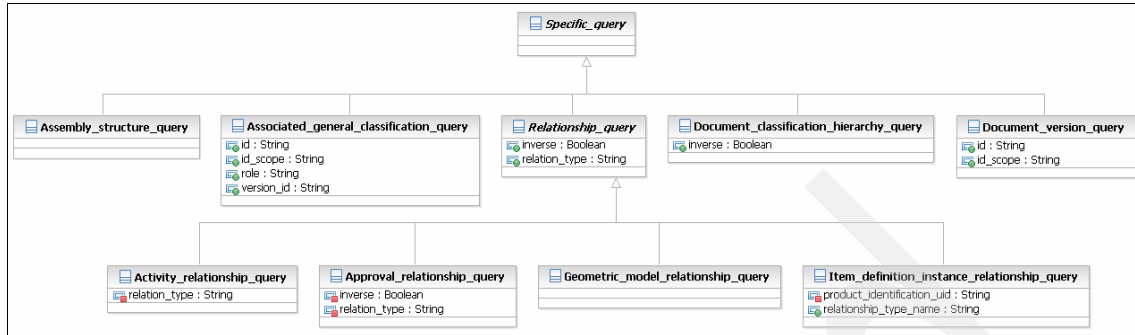 Specific_query
Assembly_structure_query
Associated_general_classification_query
id : String
id_scope : String
role : String
version_id : String
Relationship_query
inverse : Boolean
relation_type : String
Document_classification_hierarchy_query
inverse : Boolean
Document_version_query
id : String
id_scope : String
Activity_relationship_query
relation_type : String
Approval_relationship_query
inverse : Boolean
relation_type : String
Geometric_model_relationship_query
Item_definition_instance_relationship_query
product_identification_uid : String
relationship_type_name : String